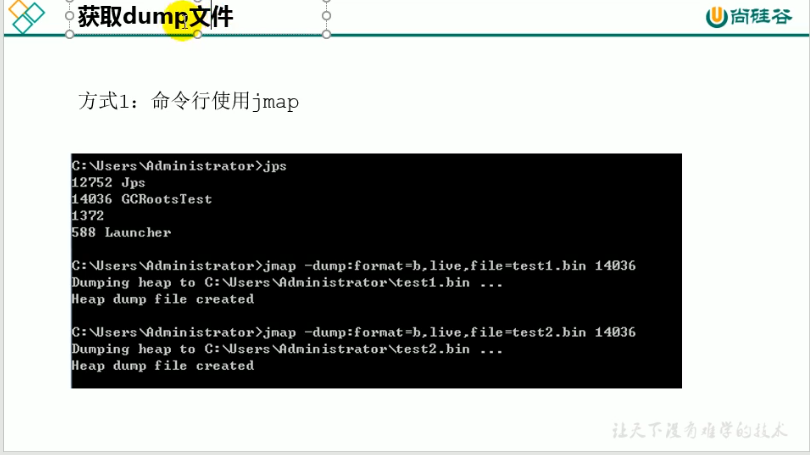 获取dump文件
尚硅谷
方式1：命令行使用jmap
C:\Users\Administrator>jps
12752 Jps
14036 GCRootsTest
1372
588 Launcher
C:\Users\Administrator>jmap -dump:format=b,live,file=test1.bin 14036
Dumping heap to C:\Users\Administrator\test1.bin ...
Heap dump file created
C:\Users\Administrator>jmap -dump:format=b,live,file=test2.bin 14036
Dumping heap to C:\Users\Administrator\test2.bin ...
Heap dump file created
让天下没有难学的技术